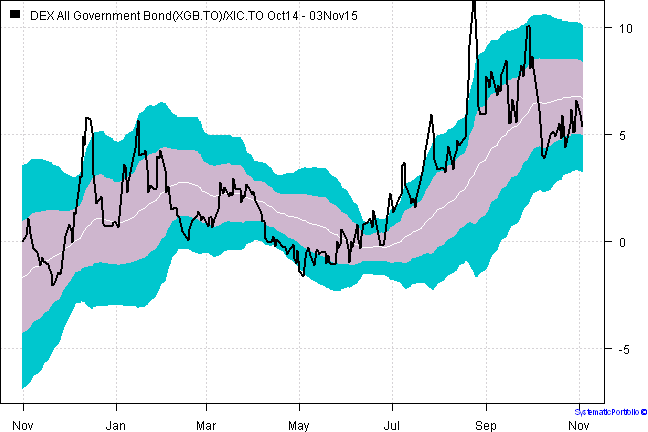 DEX All Government Bond(XGB.TO)/XIC.TO Oct14 - 03Nov15
10
5
0
-5
Nov Jan Mar May Jul Sep Nov
SystematicPortfolio ©